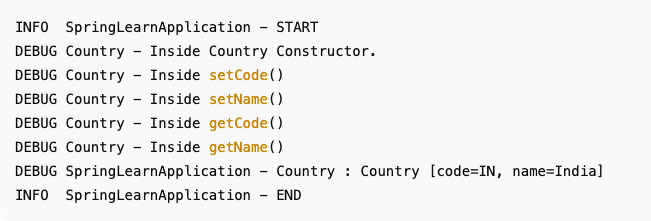 INFO  SpringLearnApplication – START
DEBUG Country – Inside Country Constructor.
DEBUG Country – Inside setCode()
DEBUG Country – Inside setName()
DEBUG Country – Inside getCode()
DEBUG Country – Inside getName()
DEBUG SpringLearnApplication – Country : Country [code=IN, name=India]
INFO  SpringLearnApplication – END